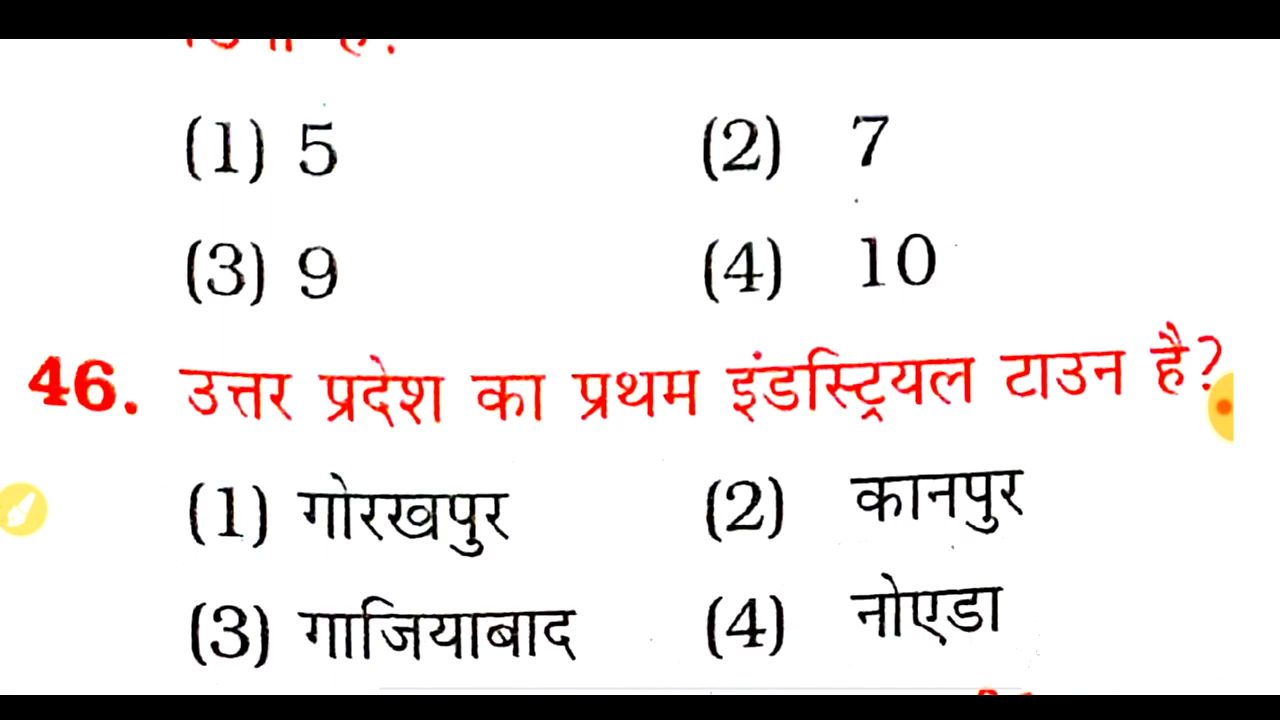 (1) 5 (2) 7
(3) 9 (4) 10
46. उत्तर प्रदेश का प्रथम इंडस्ट्रियल टाउन है?
(1) गोरखपुर (2) कानपुर
(3) गाजियाबाद (4) नोएडा